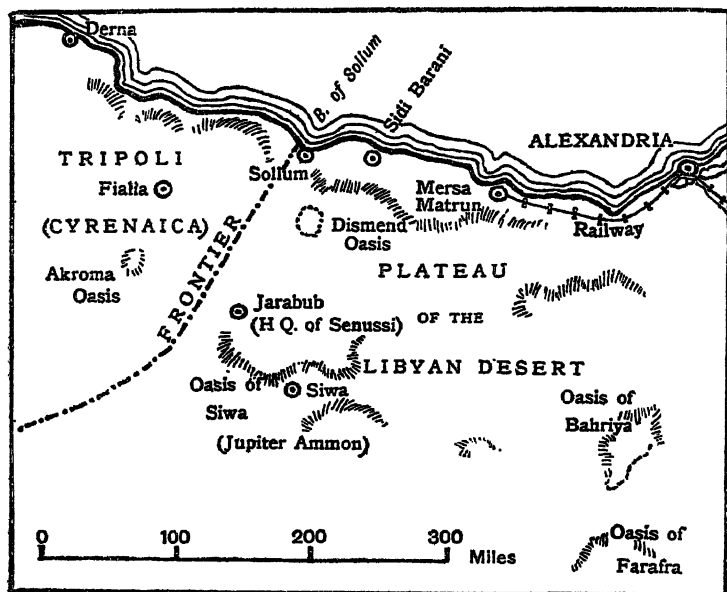 Derna
B. of Sollum
Sidi Barani
ALEXANDRIA
TRIPOLI
Sollum
Fialla
Mersa
Matrun
(CYRENAICA)
Dismend
Oasis
Railway
FRONTIER
Akroma
Oasis
PLATEAU
Jarabub
(H Q. of Senussi)
OF THE
LIBYAN DESERT
Oasis of
Siwa
Siwa
(Jupiter Ammon)
Oasis of
Bahriya
0 100 200 300
Miles
Oasis of
Farafra